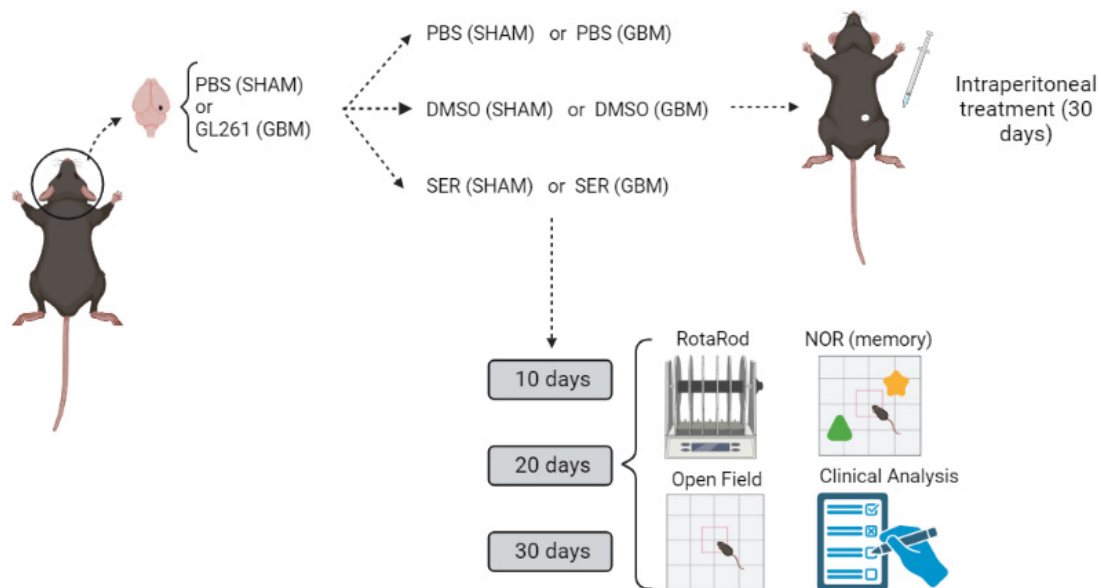 PBS (SHAM)
or
GL261 (GBM)
PBS (SHAM) or PBS (GBM)
DMSO (SHAM) or DMSO (GBM)
SER (SHAM) or SER (GBM)
Intraperitoneal
treatment (30
days)
10 days
20 days
30 days
RotaRod
NOR (memory)
Open Field
Clinical Analysis